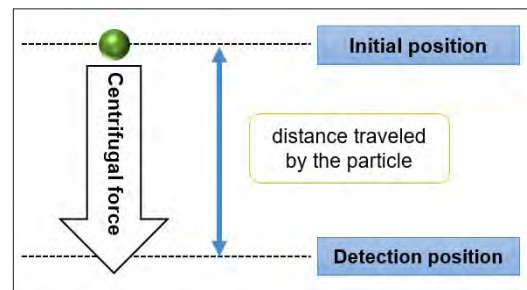 Initial position
Centrifugal force
distance traveled
by the particle
Detection position